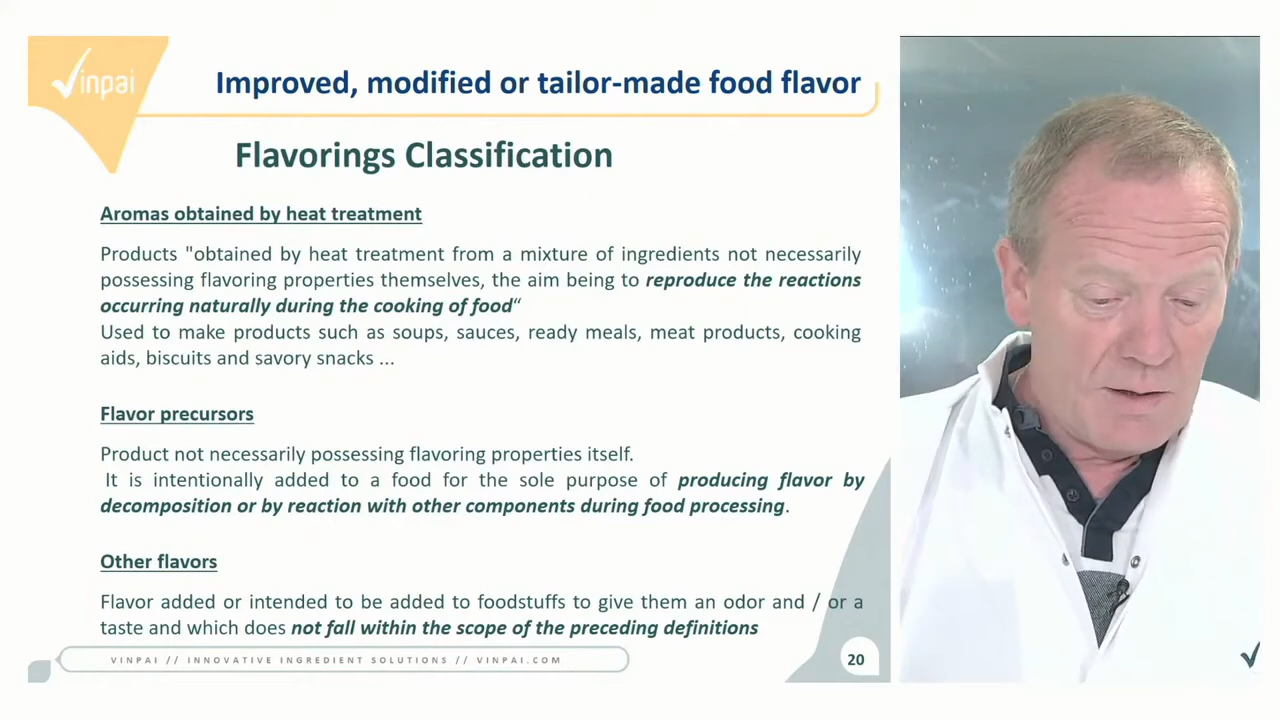 Vinpai
Improved, modified or tailor-made food flavor
Flavorings Classification
Aromas obtained by heat treatment
Products "obtained by heat treatment from a mixture of ingredients not necessarily
possessing flavoring properties themselves, the aim being to reproduce the reactions
occurring naturally during the cooking of food“
Used to make products such as soups, sauces, ready meals, meat products, cooking
aids, biscuits and savory snacks ...
Flavor precursors
Product not necessarily possessing flavoring properties itself.
It is intentionally added to a food for the sole purpose of producing flavor by
decomposition or by reaction with other components during food processing.
Other flavors
Flavor added or intended to be added to foodstuffs to give them an odor and / or a
taste and which does not fall within the scope of the preceding definitions
VINPAI // INNOVATIVE INGREDIENT SOLUTIONS // VINPAI.COM
20